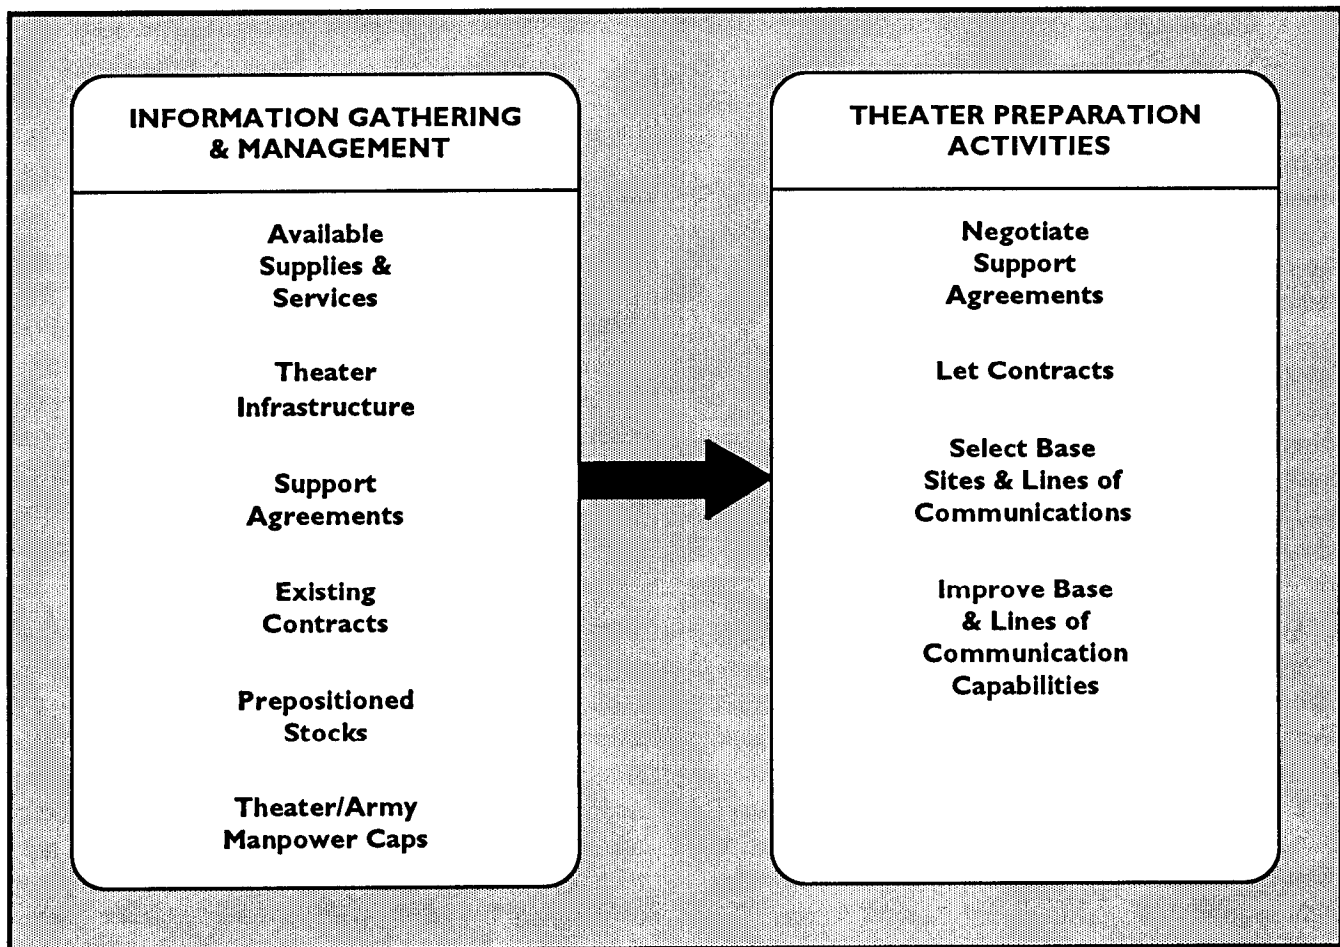 INFORMATION GATHERING
& MANAGEMENT
Available
Supplies &
Services
Theater
Infrastructure
Support
Agreements
Existing
Contracts
Prepositioned
Stocks
Theater/Army
Manpower Caps
THEATER PREPARATION
ACTIVITIES
Negotiate
Support
Agreements
Let Contracts
Select Base
Sites & Lines of
Communications
Improve Base
& Lines of
Communication
Capabilities